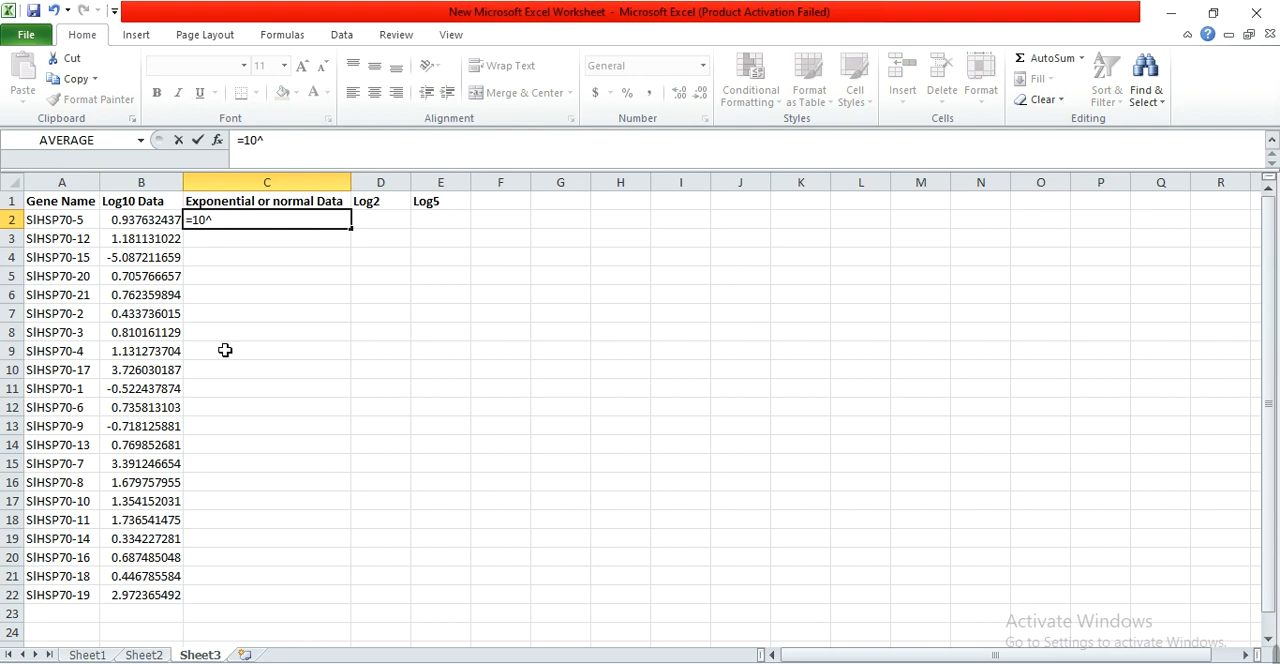 New Microsoft Excel Worksheet - Microsoft Excel (Product Activation Failed)
File Home Insert Page Layout Formulas Data Review View
Paste Cut Copy Format Painter Clipboard
11 B I U A Font
Wrap Text Merge & Center Alignment
General $ % , Number
Conditional Formatting Format as Table Cell Styles Styles
Insert Delete Format Cells
Σ AutoSum Fill Clear Sort & Filter Find & Select Editing
AVERAGE fx =10^
A B C D E F G H I J K L M N O P Q R
1 Gene Name Log10 Data Exponential or normal Data Log2 Log5
2 SlHSP70-5 0.937632437 =10^
3 SlHSP70-12 1.181131022
4 SlHSP70-15 -5.087211659
5 SlHSP70-20 0.705766657
6 SlHSP70-21 0.762359894
7 SlHSP70-2 0.433736015
8 SlHSP70-3 0.810161129
9 SlHSP70-4 1.131273704
10 SlHSP70-17 3.726030187
11 SlHSP70-1 -0.522437874
12 SlHSP70-6 0.735813103
13 SlHSP70-9 -0.718125881
14 SlHSP70-13 0.769852681
15 SlHSP70-7 3.391246654
16 SlHSP70-8 1.679757955
17 SlHSP70-10 1.354152031
18 SlHSP70-11 1.736541475
19 SlHSP70-14 0.334227281
20 SlHSP70-16 0.687485048
21 SlHSP70-18 0.446785584
22 SlHSP70-19 2.972365492
23
24
Activate Windows
Go to Settings to activate Windows.
Sheet1 Sheet2 Sheet3